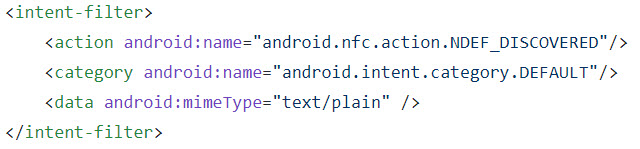 <intent-filter>
    <action android:name="android.nfc.action.NDEF_DISCOVERED"/>
    <category android:name="android.intent.category.DEFAULT"/>
    <data android:mimeType="text/plain" />
</intent-filter>